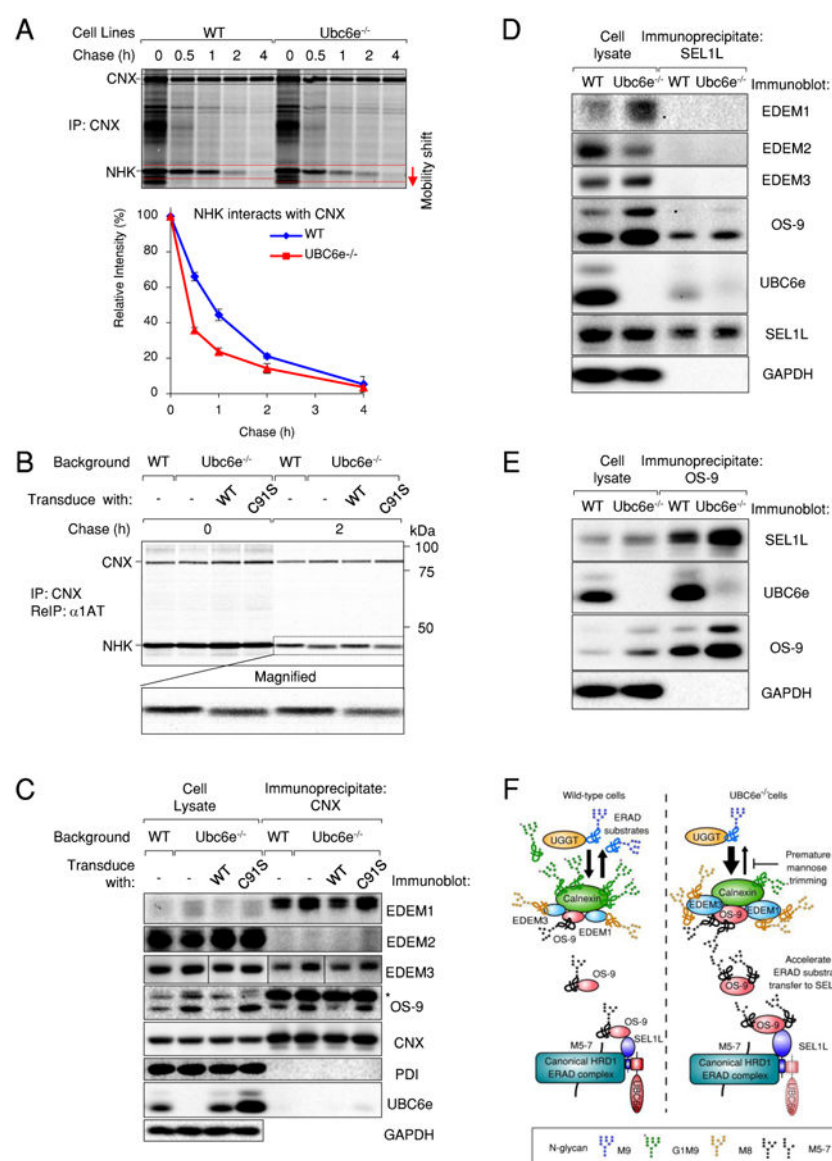 A
Cell Lines WT Ubc6e-/-
Chase (h) 0 0.5 1 2 4 0 0.5 1 2 4
CNX
IP: CNX
NHK
Mobility shift
NHK interacts with CNX
WT
UBC6e-/-
Relative Intensity (%)
100
80
60
40
20
0
0 1 2 3 4
Chase (h)
B
Background WT Ubc6e-/- WT Ubc6e-/-
Transduce with: - - WT C91S - - WT C91S
Chase (h) 0 2 kDa
CNX
100
75
IP: CNX
ReIP: α1AT
50
NHK
Magnified
C
Cell Lysate
Immunoprecipitate: CNX
Background WT Ubc6e-/- WT Ubc6e-/-
Transduce with: - - WT C91S - - WT C91S Immunoblot:
EDEM1
EDEM2
EDEM3
*
OS-9
CNX
PDI
UBC6e
GAPDH
D
Cell lysate
Immunoprecipitate: SEL1L
WT Ubc6e-/- WT Ubc6e-/- Immunoblot:
EDEM1
EDEM2
EDEM3
OS-9
UBC6e
SEL1L
GAPDH
E
Cell lysate
Immunoprecipitate: OS-9
WT Ubc6e-/- WT Ubc6e-/- Immunoblot:
SEL1L
UBC6e
OS-9
GAPDH
F
Wild-type cells
UBC6e-/- cells
UGGT
ERAD substrates
Calnexin
EDEM3
OS-9
EDEM1
OS-9
OS-9
M5-7
SEL1L
Canonical HRD1 ERAD complex
UGGT
Premature mannose trimming
Calnexin
EDEM3
OS-9
EDEM1
Accelerate ERAD substra
transfer to SEL
OS-9
OS-9
SEL1L
M5-7
Canonical HRD1 ERAD complex
N-glycan M9 G1M9 M8 M5-7